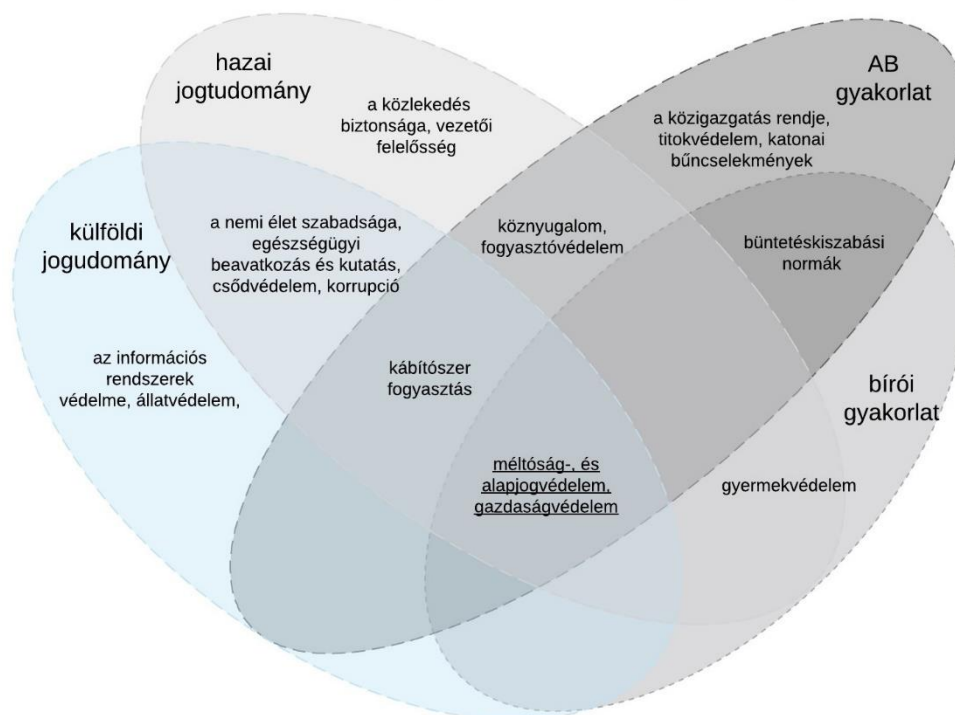 hazai
jogtudomány
a közlekedés
biztonsága, vezetői
felelősség
AB
gyakorlat
a közigazgatás rendje,
titokvédelem, katonai
bűncselekmények
külföldi
jogudomány
a nemi élet szabadsága,
egészségügyi
beavatkozás és kutatás,
csődvédelem, korrupció
köznyugalom,
fogyasztóvédelem
büntetéskiszabási
normák
az információs
rendszerek
védelme, állatvédelem,
kábítószer
fogyasztás
bírói
gyakorlat
méltóság-, és
alapjogvédelem,
gazdaságvédelem
gyermekvédelem